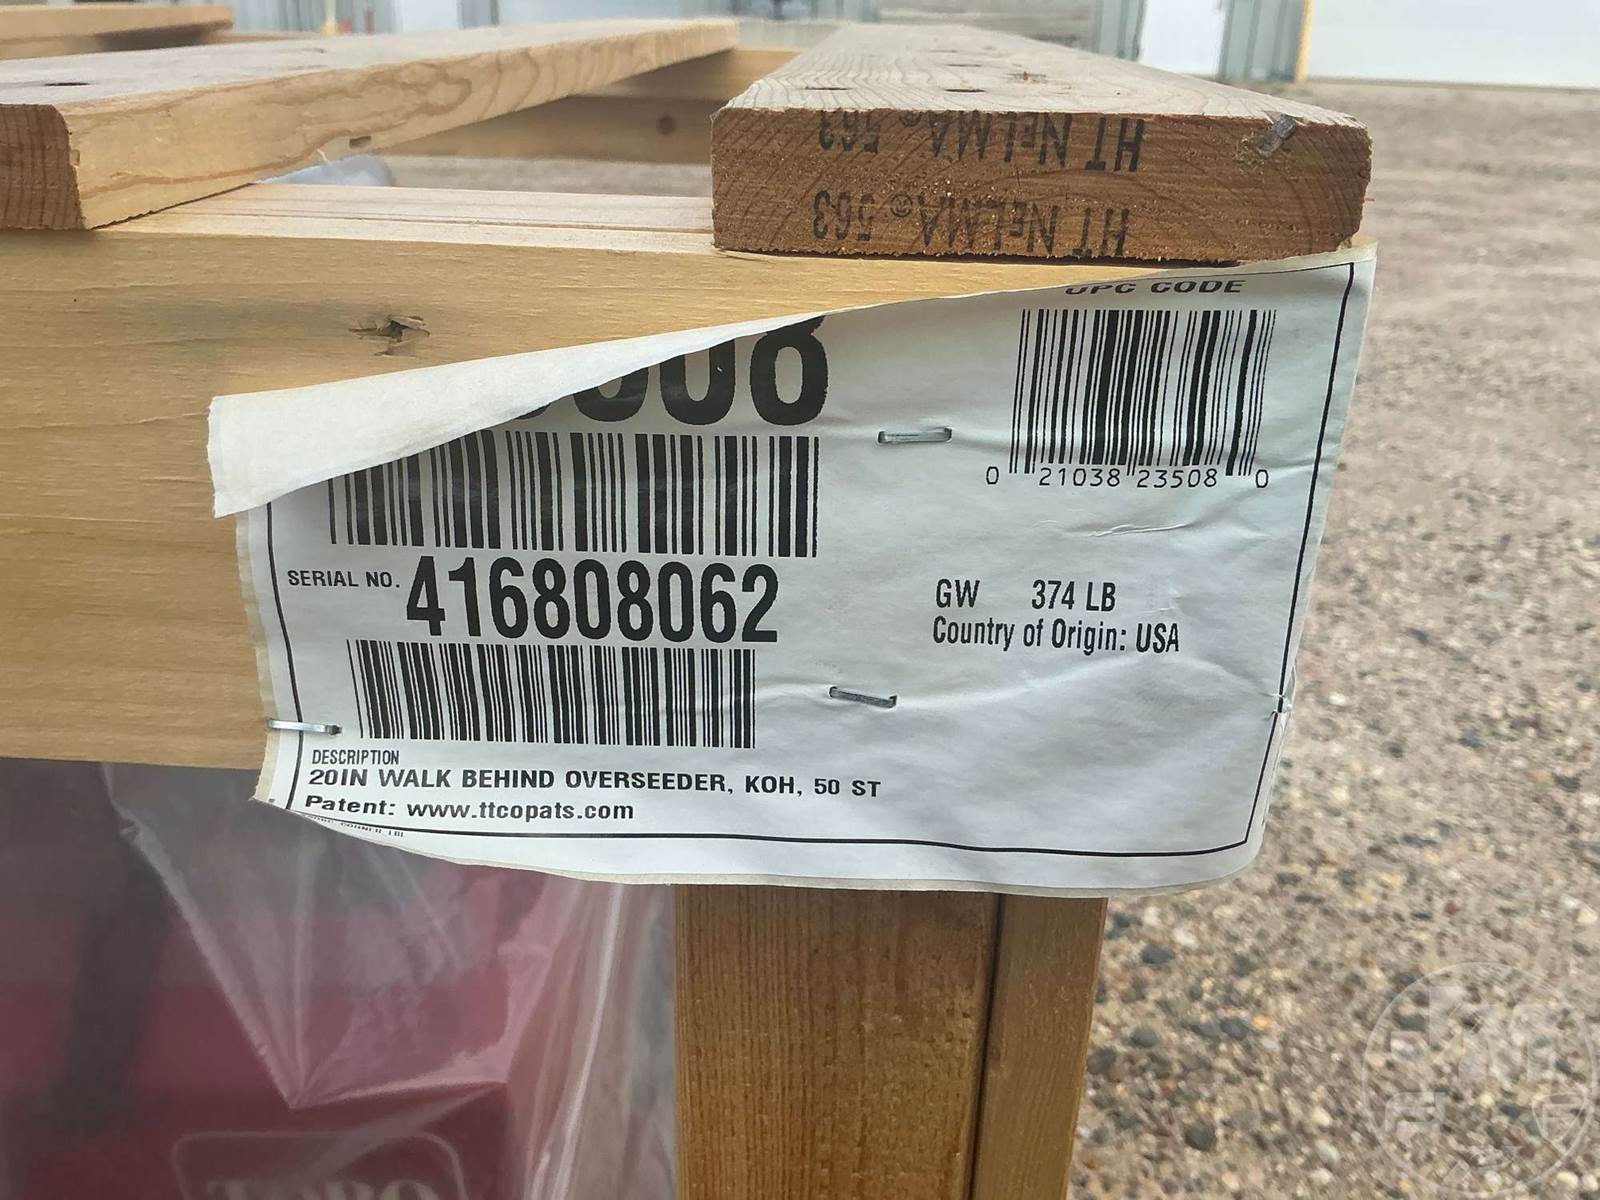 HT NELMA® 563
HT NELMA® 563
UPC CODE
0 21038 23508 0
SERIAL NO. 416808062
GW 374 LB
Country of Origin: USA
DESCRIPTION
20IN WALK BEHIND OVERSEEDER, KOH, 50 ST
Patent: www.ttcopats.com